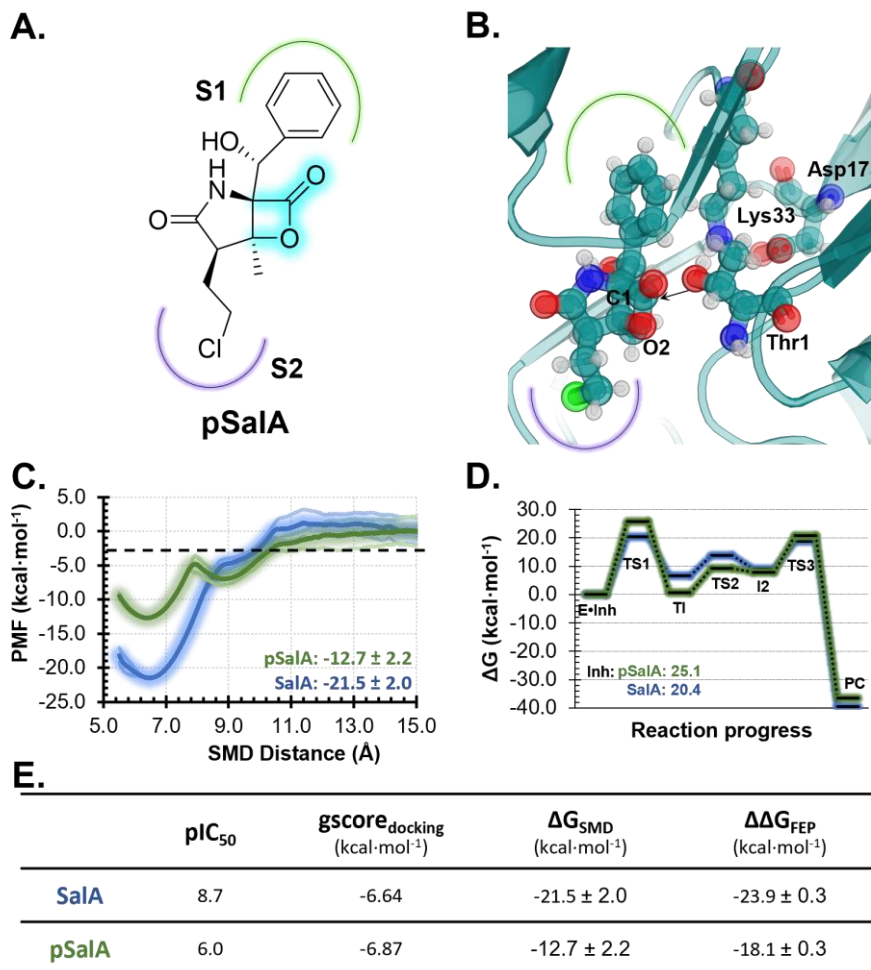 A.
S1
HO
H
N
O
O
O
Cl
S2
pSalA
B.
Asp17
Lys33
C1
O2
Thr1
C.
PMF (kcal·mol-1)
5.0
0.0
-5.0
-10.0
-15.0
-20.0
-25.0
pSalA: -12.7 ± 2.2
SalA: -21.5 ± 2.0
5.0 7.0 9.0 11.0 13.0 15.0
SMD Distance (Å)
D.
ΔG (kcal·mol-1)
30.0
20.0
10.0
0.0
-10.0
-20.0
-30.0
-40.0
E•Inh
TS1
TI
TS2
I2
TS3
PC
Inh: pSalA: 25.1
SalA: 20.4
Reaction progress
E.
pIC50 gscoredocking ΔGSMD ΔΔGFEP
(kcal·mol-1) (kcal·mol-1) (kcal·mol-1)
SalA 8.7 -6.64 -21.5 ± 2.0 -23.9 ± 0.3
pSalA 6.0 -6.87 -12.7 ± 2.2 -18.1 ± 0.3